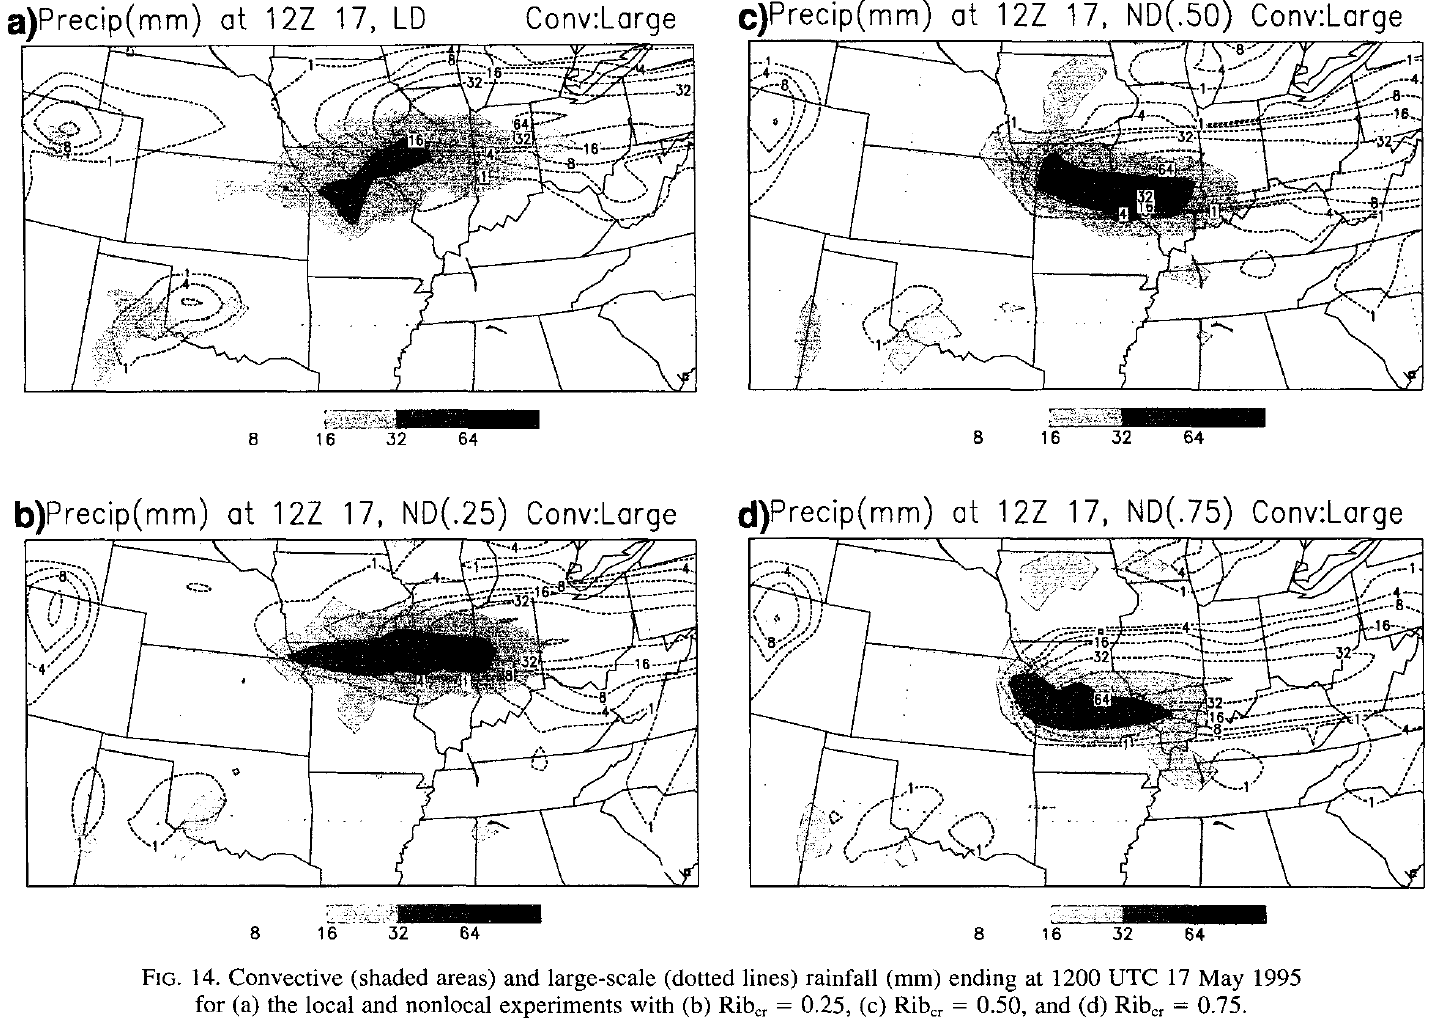 a)Precip(mm) at 12Z 17, LD Conv:Large
8 16 32 64
c)Precip(mm) at 12Z 17, ND(.50) Conv:Large
8 16 32 64
b)Precip(mm) at 12Z 17, ND(.25) Conv:Large
8 16 32 64
d)Precip(mm) at 12Z 17, ND(.75) Conv:Large
8 16 32 64
FIG. 14. Convective (shaded areas) and large-scale (dotted lines) rainfall (mm) ending at 1200 UTC 17 May 1995
for (a) the local and nonlocal experiments with (b) Ribcr = 0.25, (c) Ribcr = 0.50, and (d) Ribcr = 0.75.